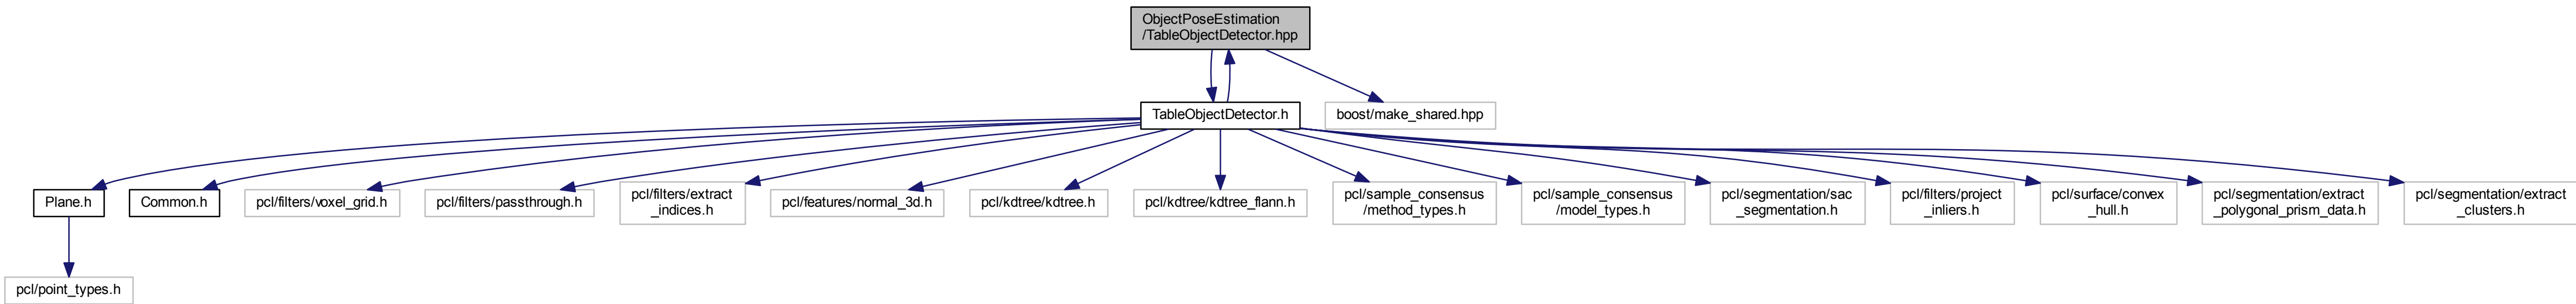 ObjectPoseEstimation
/TableObjectDetector.hpp
TableObjectDetector.h
boost/make_shared.hpp
Plane.h
Common.h
pcl/filters/voxel_grid.h
pcl/filters/passthrough.h
pcl/filters/extract
_indices.h
pcl/features/normal_3d.h
pcl/kdtree/kdtree.h
pcl/kdtree/kdtree_flann.h
pcl/sample_consensus
/method_types.h
pcl/sample_consensus
/model_types.h
pcl/segmentation/sac
_segmentation.h
pcl/filters/project
_inliers.h
pcl/surface/convex
_hull.h
pcl/segmentation/extract
_polygonal_prism_data.h
pcl/segmentation/extract
_clusters.h
pcl/point_types.h